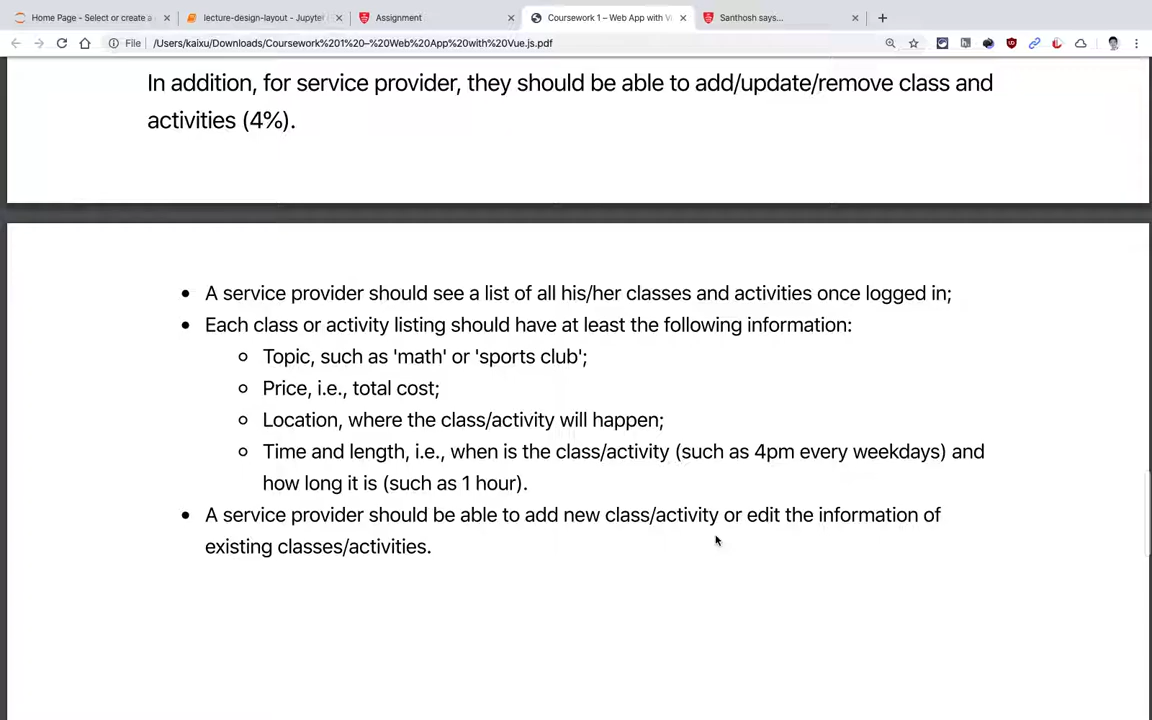 Home Page - Select or create a
lecture-design-layout - Jupyter
Assignment
Coursework 1 – Web App with V
Santhosh says...
File
/Users/kaixu/Downloads/Coursework%201%20–%20Web%20App%20with%20Vue.js.pdf
In addition, for service provider, they should be able to add/update/remove class and
activities (4%).
• A service provider should see a list of all his/her classes and activities once logged in;
• Each class or activity listing should have at least the following information:
○ Topic, such as 'math' or 'sports club';
○ Price, i.e., total cost;
○ Location, where the class/activity will happen;
○ Time and length, i.e., when is the class/activity (such as 4pm every weekdays) and
how long it is (such as 1 hour).
• A service provider should be able to add new class/activity or edit the information of
existing classes/activities.